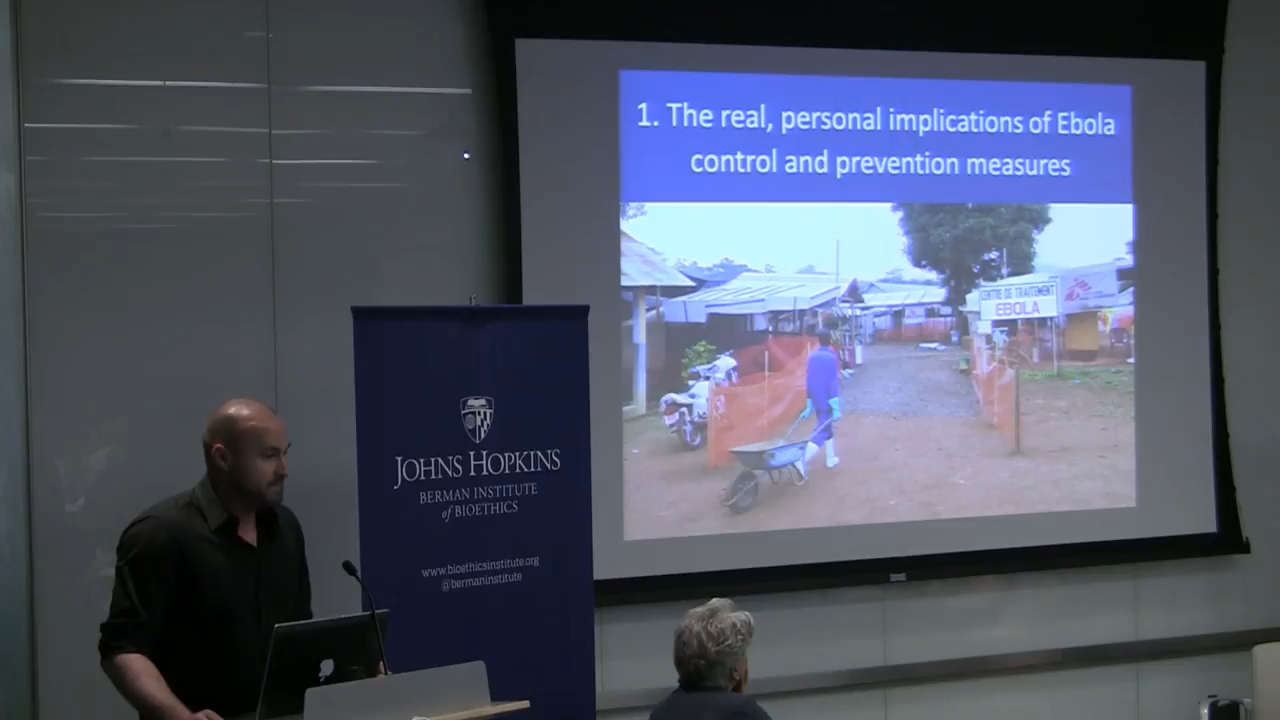 1. The real, personal implications of Ebola
control and prevention measures
CENTRE DE TRAITEMENT
EBOLA
JOHNS HOPKINS
BERMAN INSTITUTE
of BIOETHICS
www.bioethicsinstitute.org
@bermaninstitute